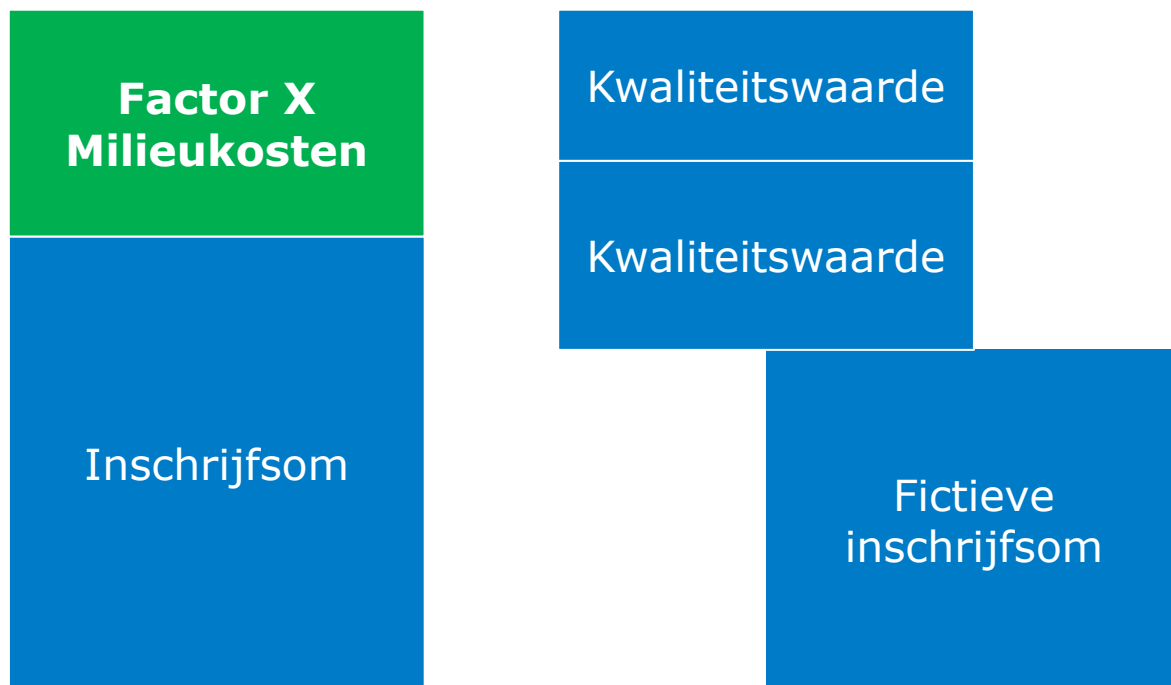 Factor X
Milieukosten
Inschrijfsom
Kwaliteitswaarde
Kwaliteitswaarde
Fictieve
inschrijfsom